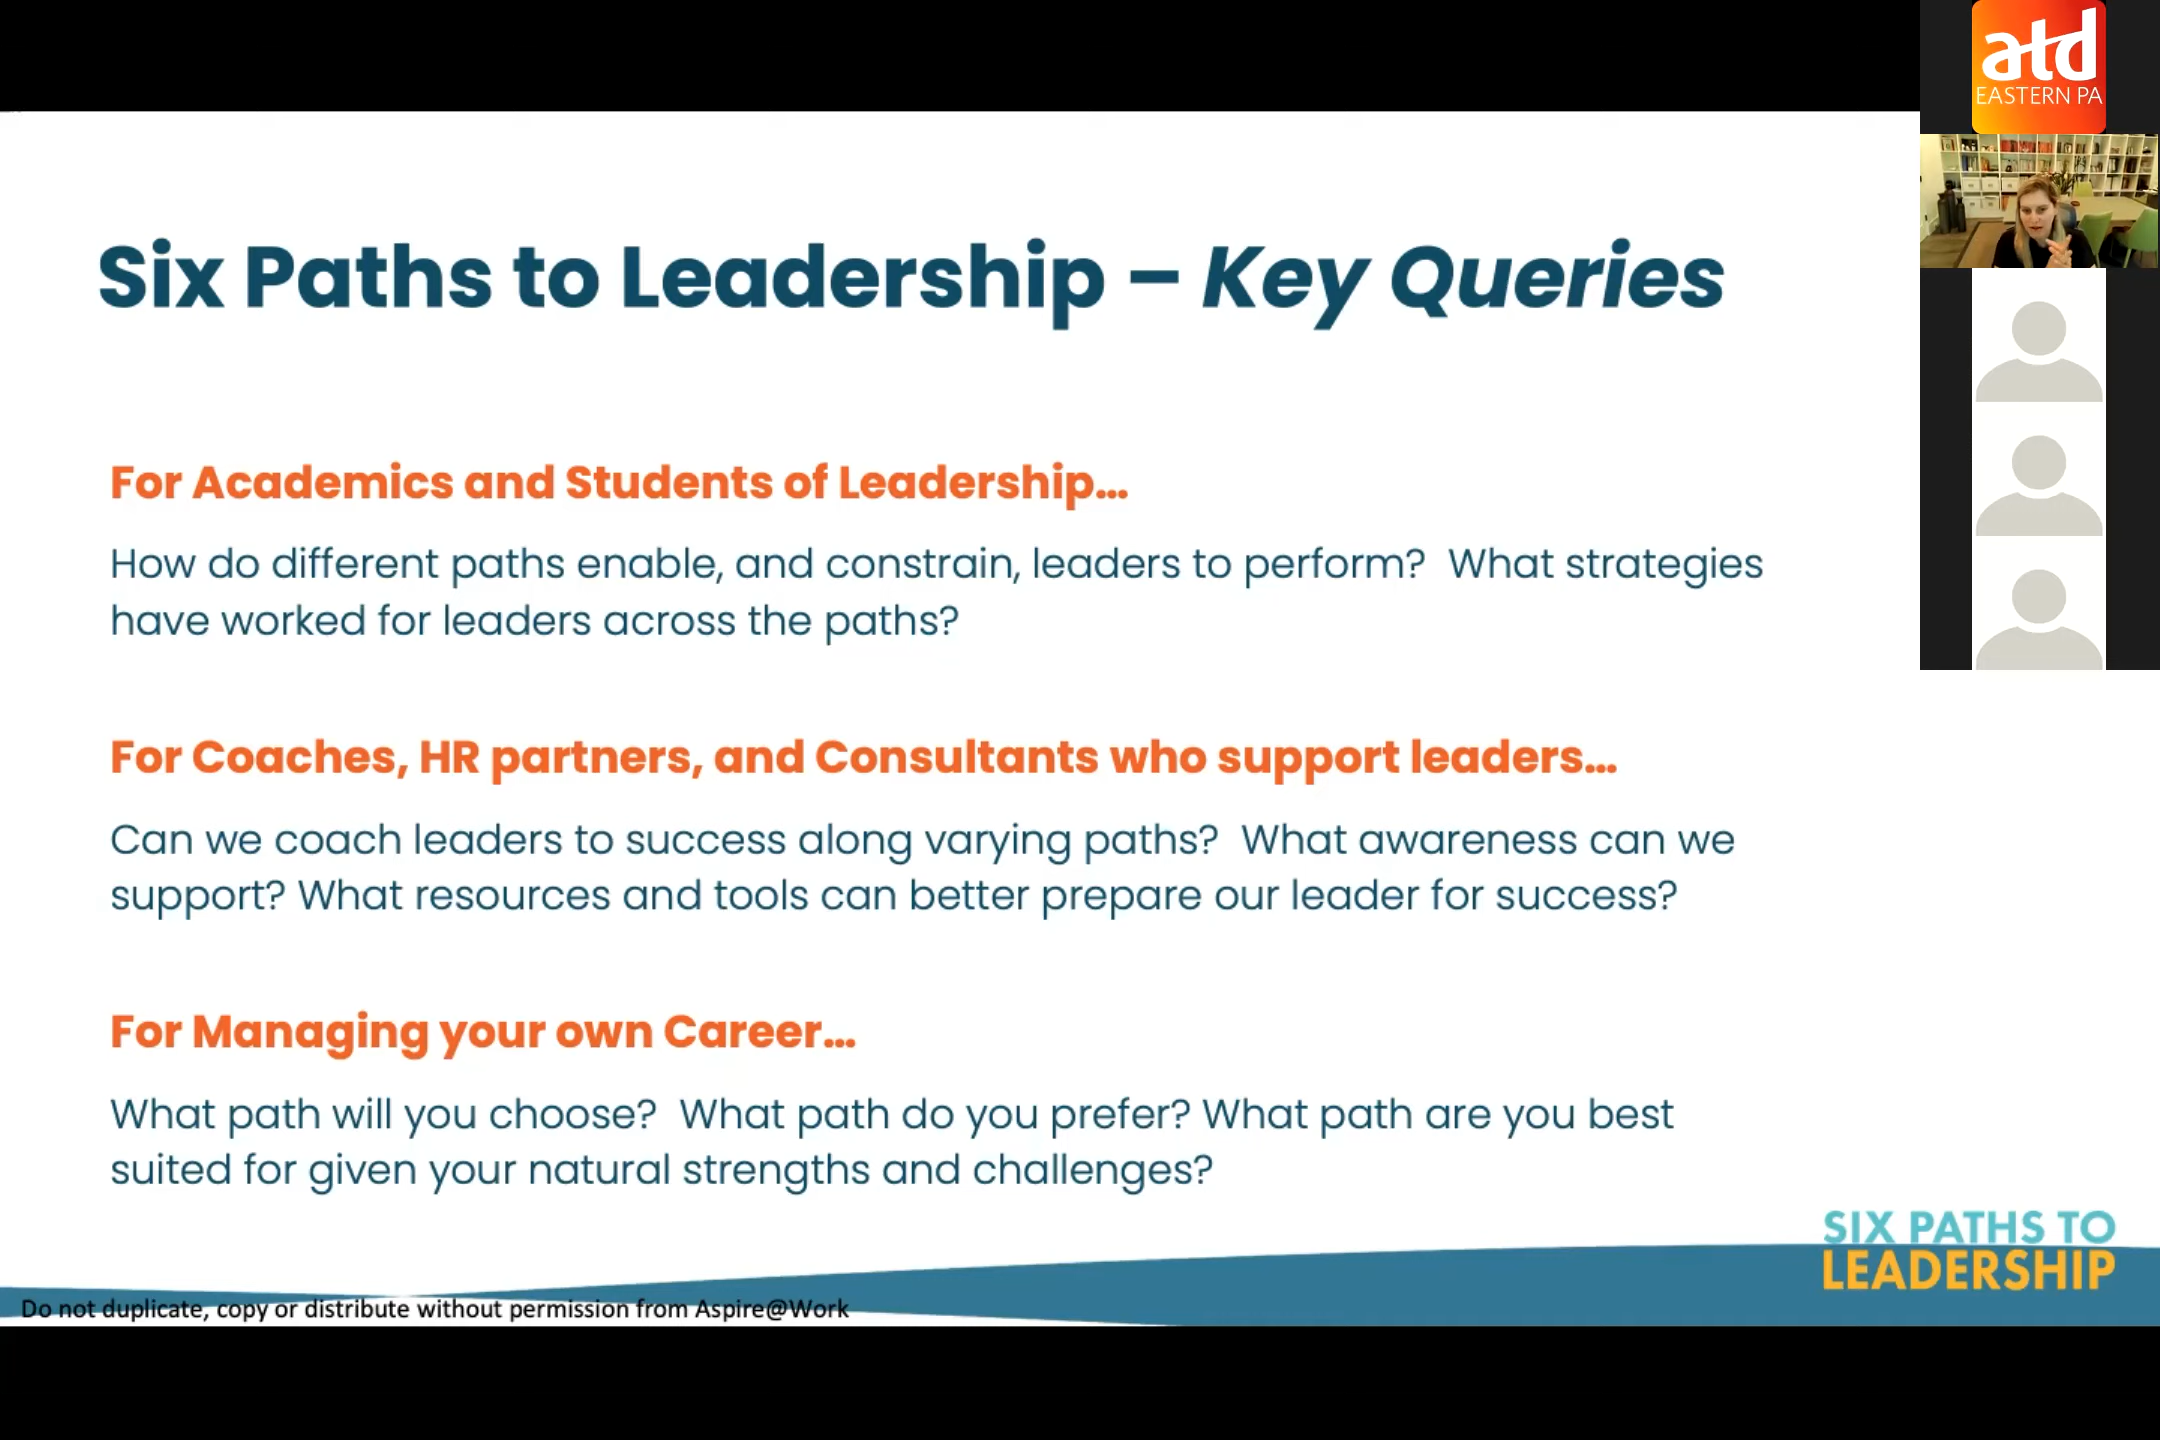 atd
EASTERN PA
Six Paths to Leadership – Key Queries
For Academics and Students of Leadership...
How do different paths enable, and constrain, leaders to perform?  What strategies
have worked for leaders across the paths?
For Coaches, HR partners, and Consultants who support leaders...
Can we coach leaders to success along varying paths?  What awareness can we
support? What resources and tools can better prepare our leader for success?
For Managing your own Career...
What path will you choose?  What path do you prefer? What path are you best
suited for given your natural strengths and challenges?
SIX PATHS TO
LEADERSHIP
Do not duplicate, copy or distribute without permission from Aspire@Work